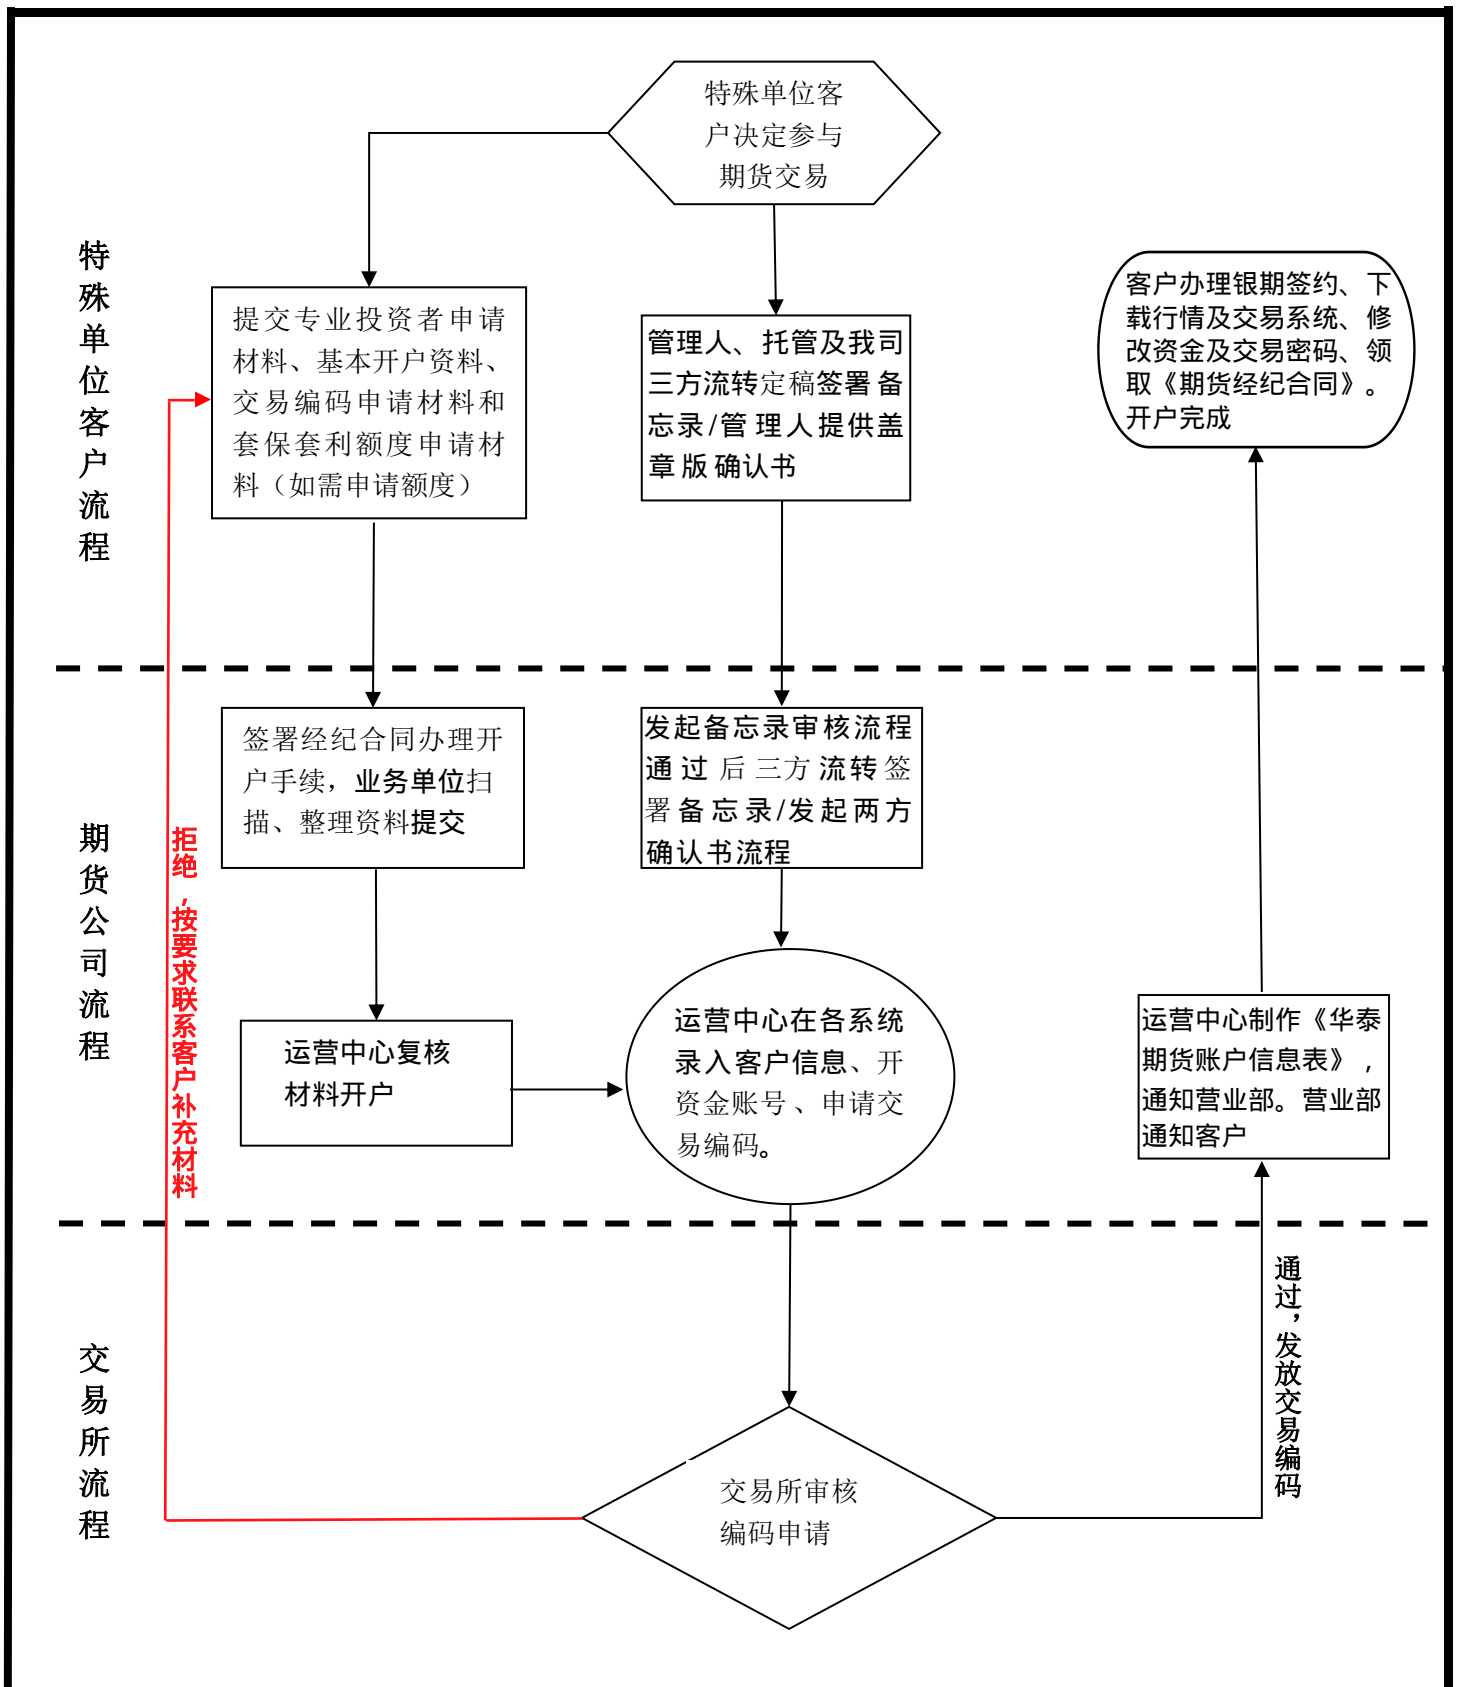 特殊单位客
户决定参与
期货交易
特殊单位客户流程
提交专业投资者申请
材料、基本开户资料、
交易编码申请材料和
套保套利额度申请材
料（如需申请额度）
管理人、托管及我司
三方流转定稿签署备
忘录/管理人提供盖
章版确认书
客户办理银期签约、下
载行情及交易系统、修
改资金及交易密码、领
取《期货经纪合同》。
开户完成
期货公司流程
拒绝，按要求联系客户补充材料
签署经纪合同办理开
户手续，业务单位扫
描、整理资料提交
发起备忘录审核流程
通过后三方流转签
署备忘录/发起两方
确认书流程
运营中心复核
材料开户
运营中心在各系统
录入客户信息、开
资金账号、申请交
易编码。
运营中心制作《华泰
期货账户信息表》，
通知营业部。营业部
通知客户
交易所流程
交易所审核
编码申请
通过，发放交易编码